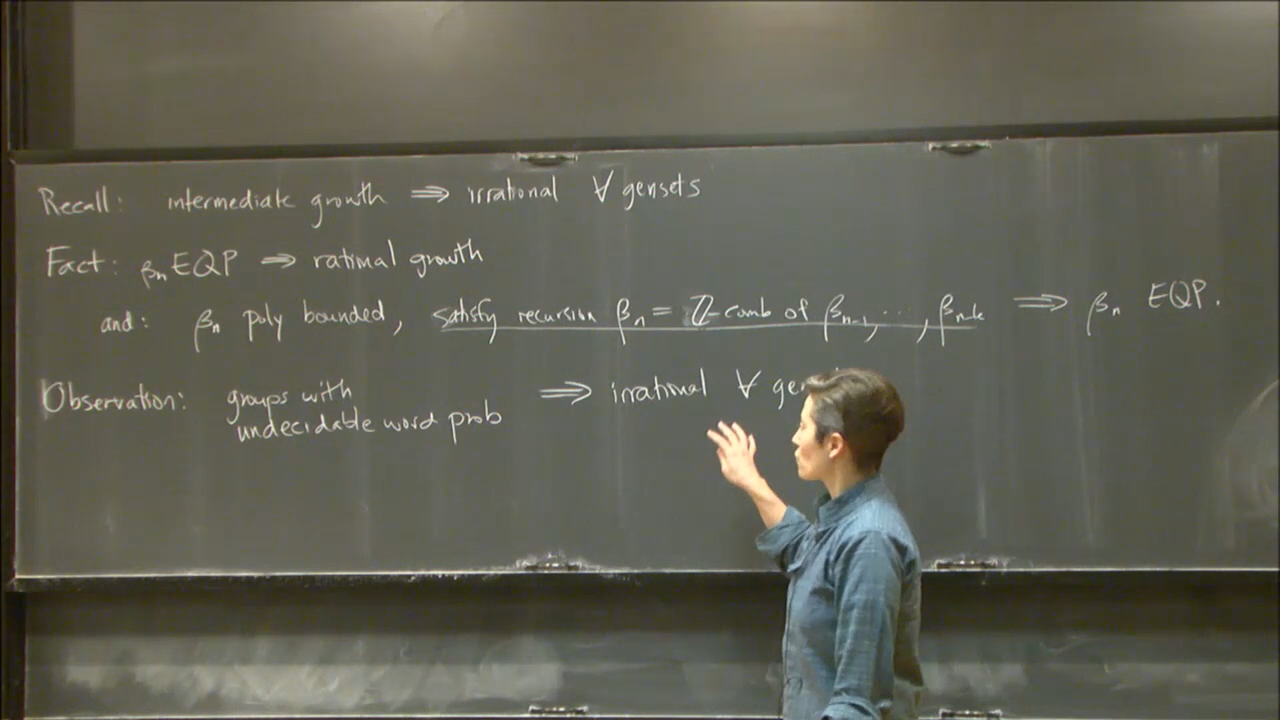 Recall: intermediate growth ⟹ irrational ∀ gensets
Fact: βₙ EQP ⟹ rational growth
and: βₙ poly bounded, satisfy recursion βₙ = ℤ-comb of βₙ₋₁, ..., βₙ₋ₖ ⟹ βₙ EQP.
Observation: groups with ⟹ irrational ∀
undecidable word prob